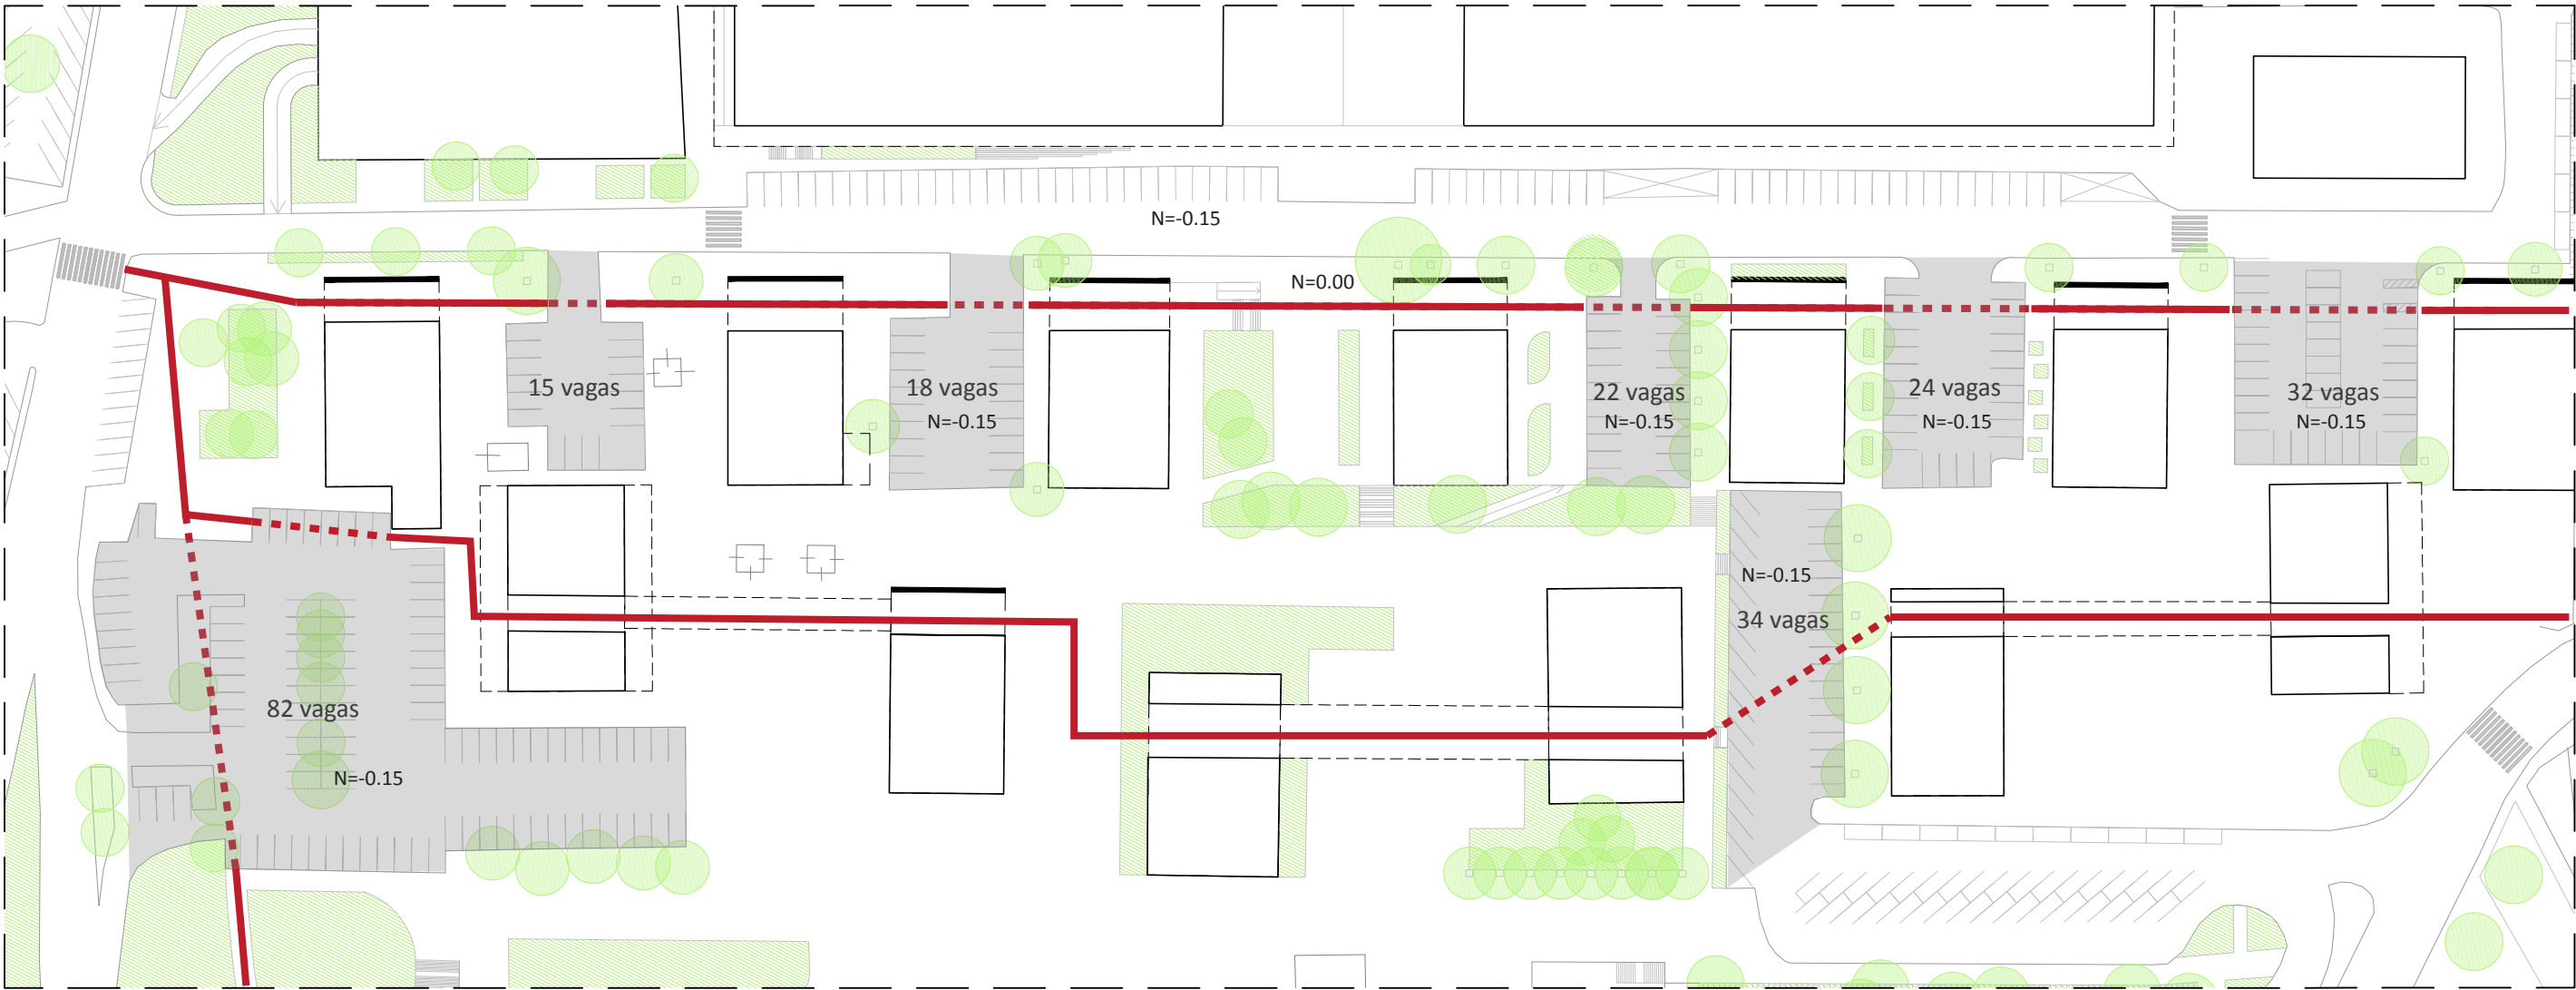 N=-0.15
N=0.00
15 vagas
18 vagas
N=-0.15
22 vagas
N=-0.15
24 vagas
N=-0.15
32 vagas
N=-0.15
N=-0.15
34 vagas
82 vagas
N=-0.15